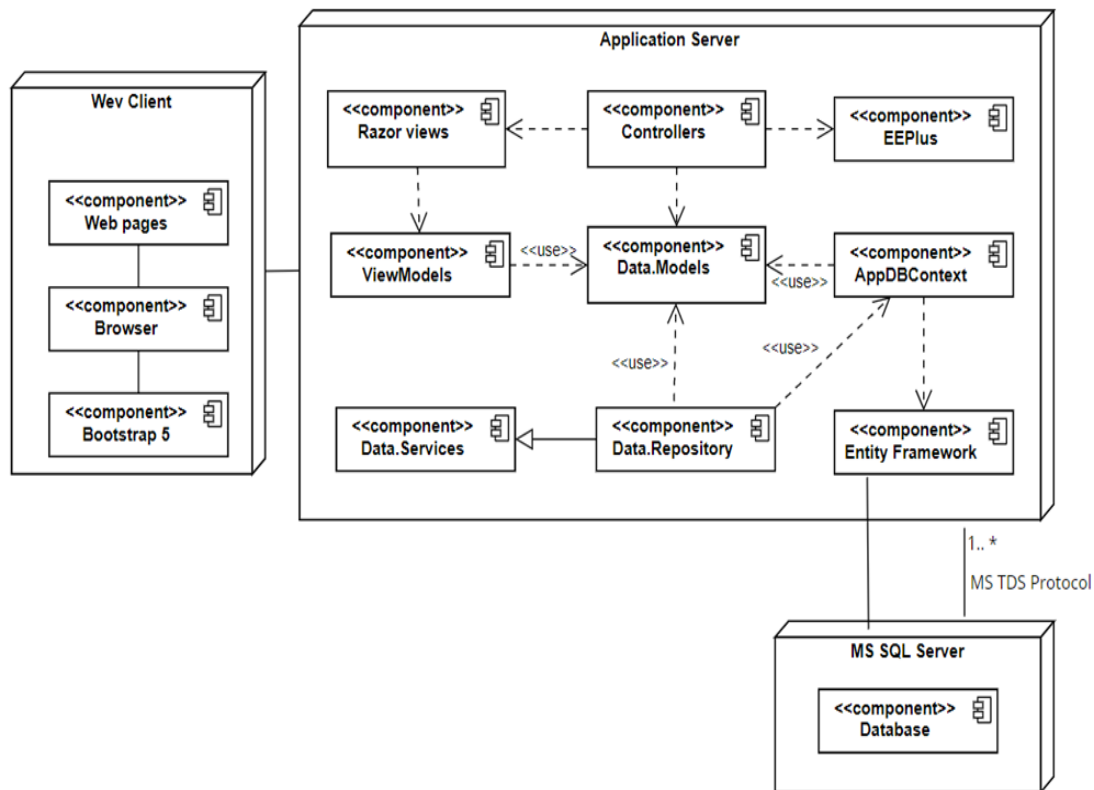 Application Server
Wev Client
<<component>>
Razor views
<<component>>
Controllers
<<component>>
EEPlus
<<component>>
Web pages
<<component>>
ViewModels
<<use>>
<<component>>
Data.Models
<<use>>
<<component>>
AppDBContext
<<component>>
Browser
<<use>>
<<use>>
<<component>>
Bootstrap 5
<<component>>
Data.Services
<<component>>
Data.Repository
<<component>>
Entity Framework
1.. *
MS TDS Protocol
MS SQL Server
<<component>>
Database